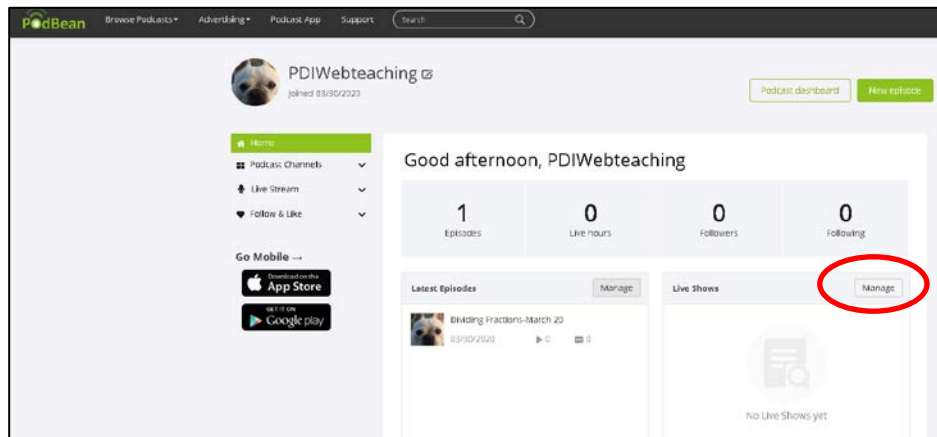 PodBean Browse Podcasts Advertising Podcast App Support Search
PDIWebteaching
Joined 03/30/2020
Podcast dashboard New episode
Home
Podcast Channels
Live Stream
Follow & Like
Go Mobile →
Download on the
App Store
GET IT ON
Google play
Good afternoon, PDIWebteaching
1 0 0 0
Episodes Live hours Followers Following
Latest Episodes Manage
Dividing Fractions-March 20
03/30/2020 0 0
Live Shows Manage
No Live Shows yet